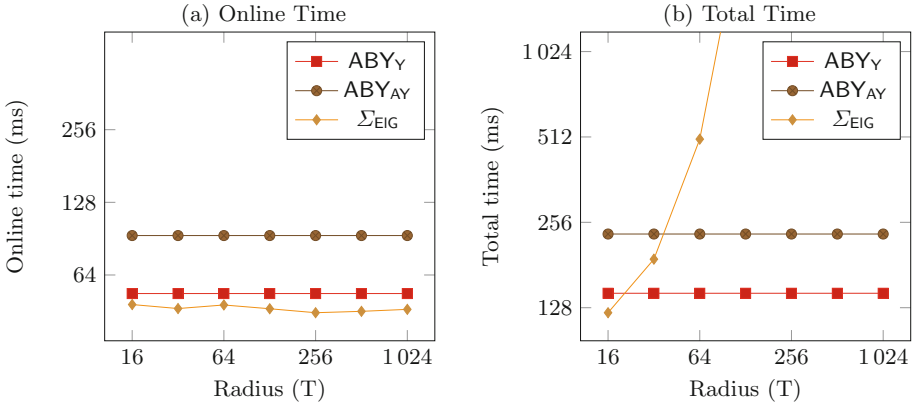 (a) Online Time
Online time (ms)
256
128
64
16
64
256
1 024
Radius (T)
ABY_Y
ABY_AY
Σ_EIG
(b) Total Time
Total time (ms)
1 024
512
256
128
16
64
256
1 024
Radius (T)
ABY_Y
ABY_AY
Σ_EIG